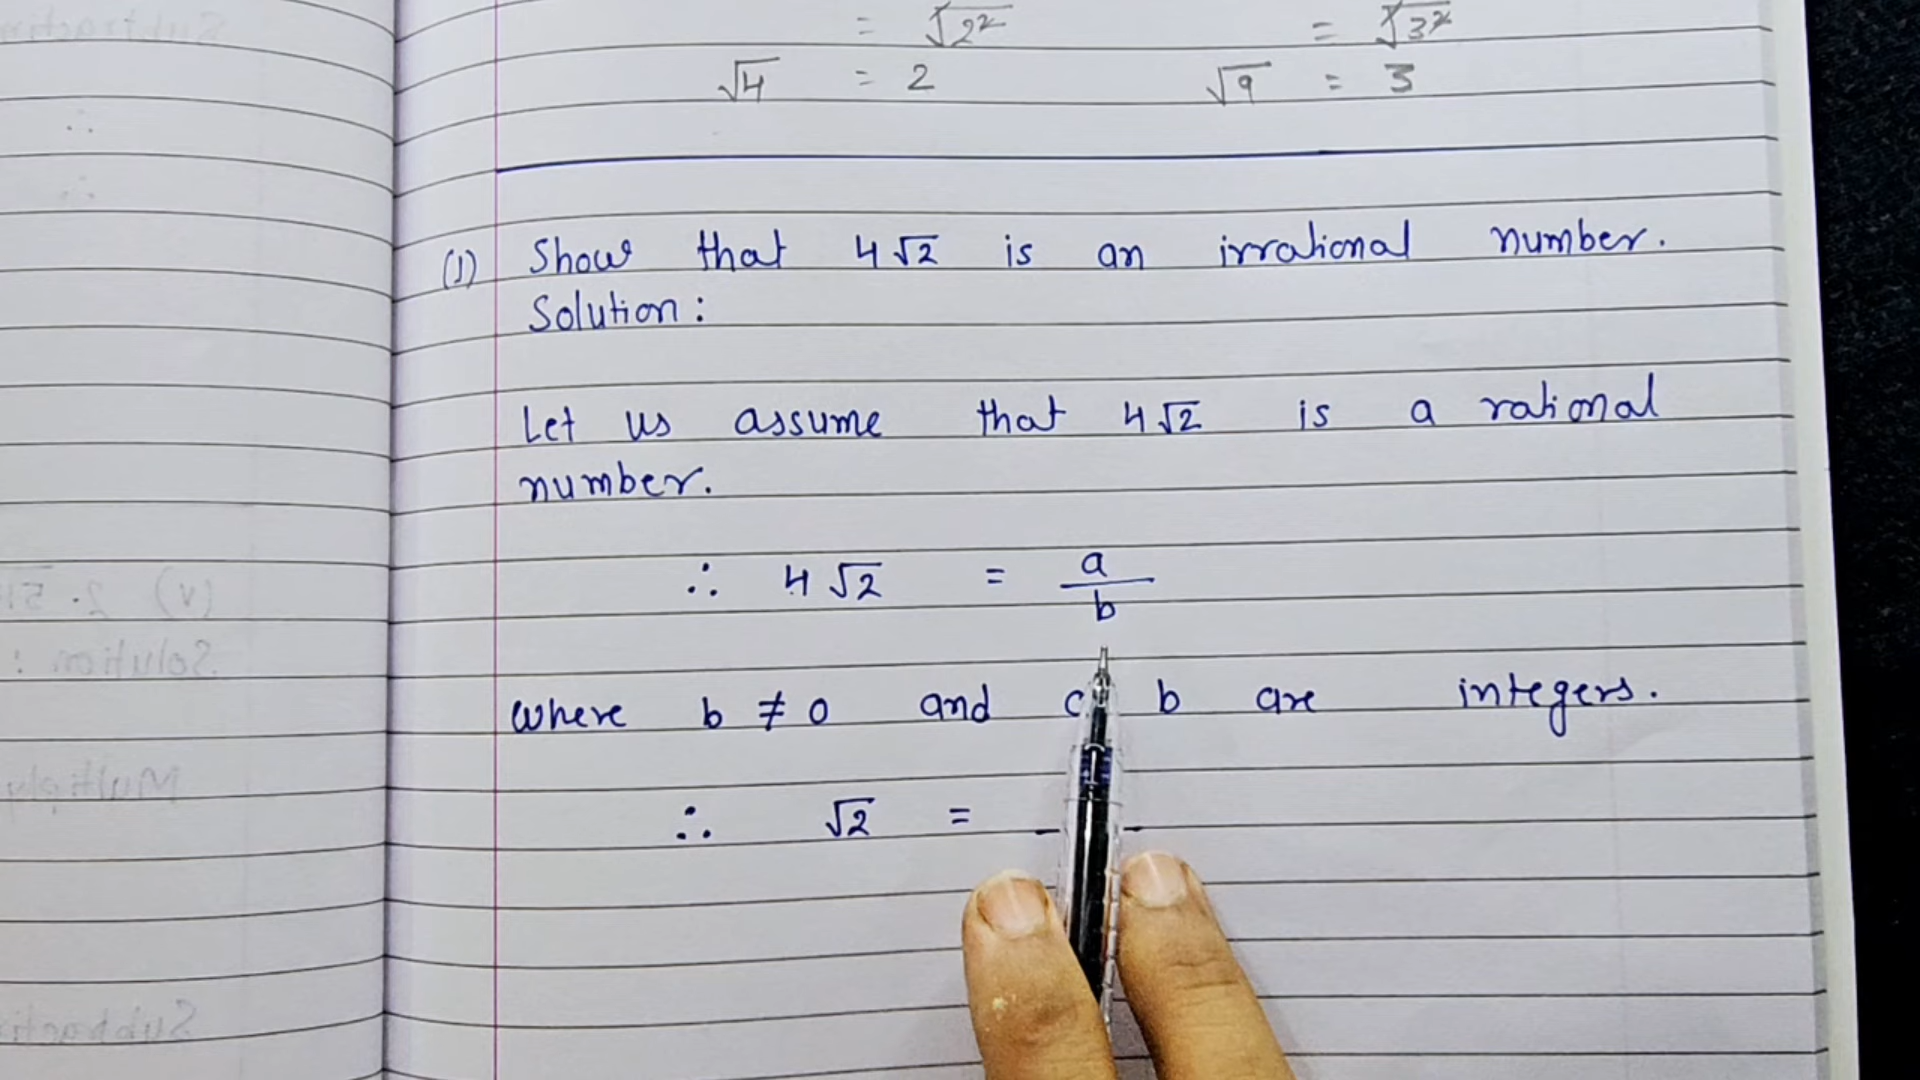 = √2²
= √3²
√4 = 2
√9 = 3
(1) Show that 4√2 is an irrational number.
Solution:
Let us assume that 4√2 is a rational
number.
∴ 4√2 = a/b
where b ≠ 0 and b are integers.
∴ √2 =